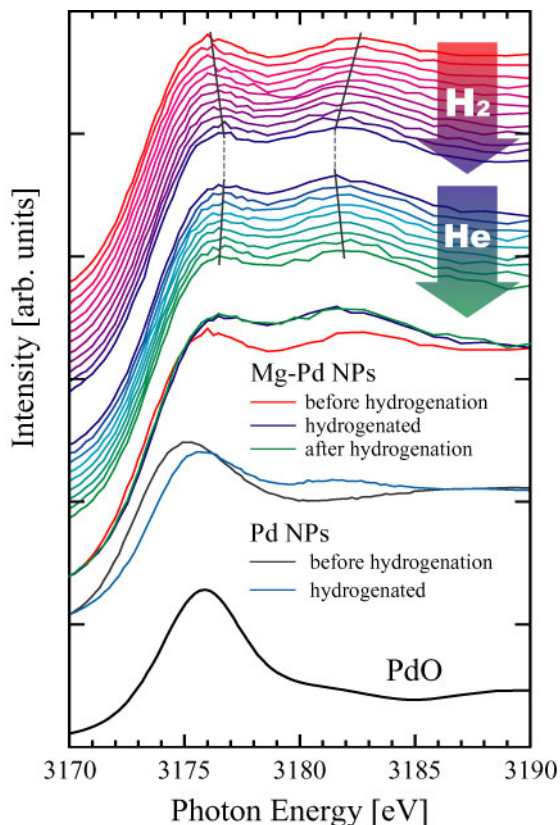 H2
He
Intensity [arb. units]
Mg-Pd NPs
before hydrogenation
hydrogenated
after hydrogenation
Pd NPs
before hydrogenation
hydrogenated
PdO
3170 3175 3180 3185 3190
Photon Energy [eV]